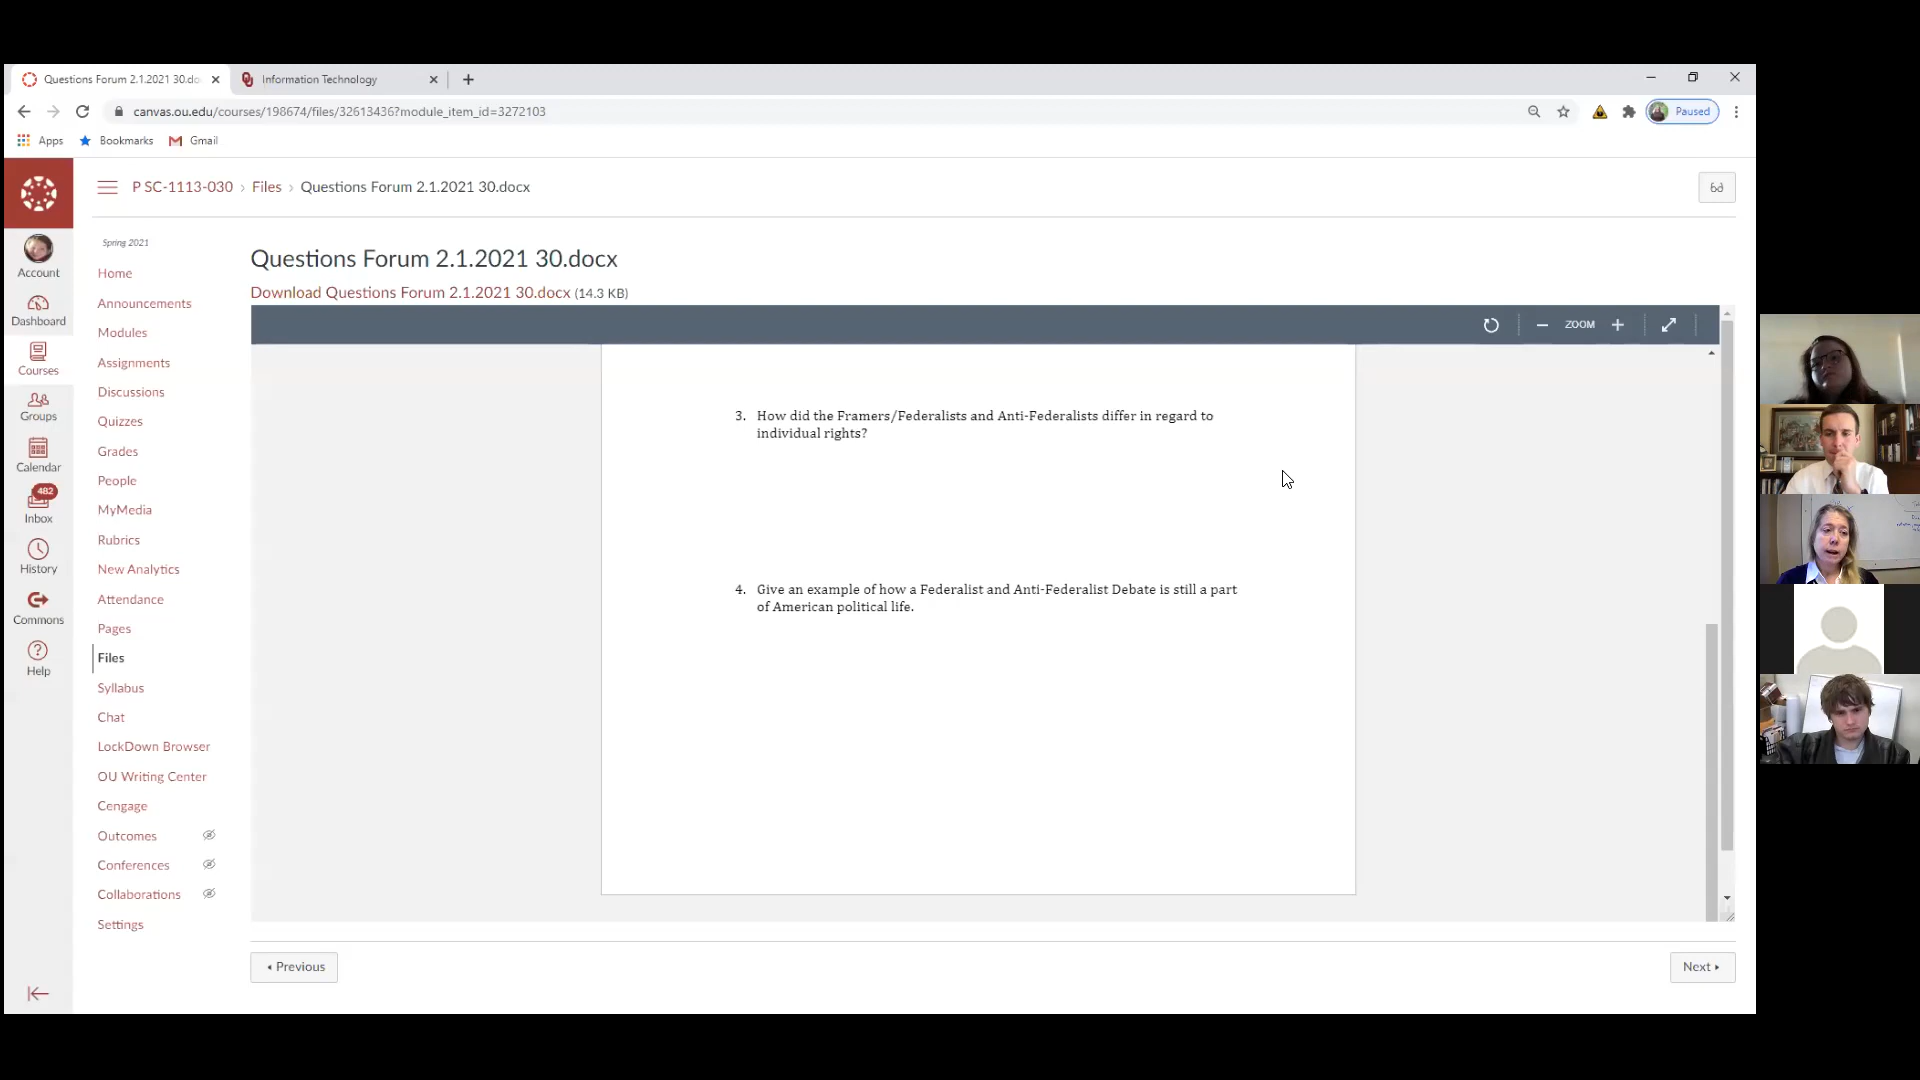 Questions Forum 2.1.2021 30.do
Information Technology
canvas.ou.edu/courses/198674/files/32613436?module_item_id=3272103
Paused
Apps
Bookmarks
Gmail
P SC-1113-030 › Files › Questions Forum 2.1.2021 30.docx
Account
Dashboard
Courses
Groups
Calendar
482
Inbox
History
Commons
Help
Spring 2021
Home
Announcements
Modules
Assignments
Discussions
Quizzes
Grades
People
MyMedia
Rubrics
New Analytics
Attendance
Pages
Files
Syllabus
Chat
LockDown Browser
OU Writing Center
Cengage
Outcomes
Conferences
Collaborations
Settings
Questions Forum 2.1.2021 30.docx
Download Questions Forum 2.1.2021 30.docx (14.3 KB)
ZOOM
3. How did the Framers/Federalists and Anti-Federalists differ in regard to
individual rights?
4. Give an example of how a Federalist and Anti-Federalist Debate is still a part
of American political life.
Previous
Next